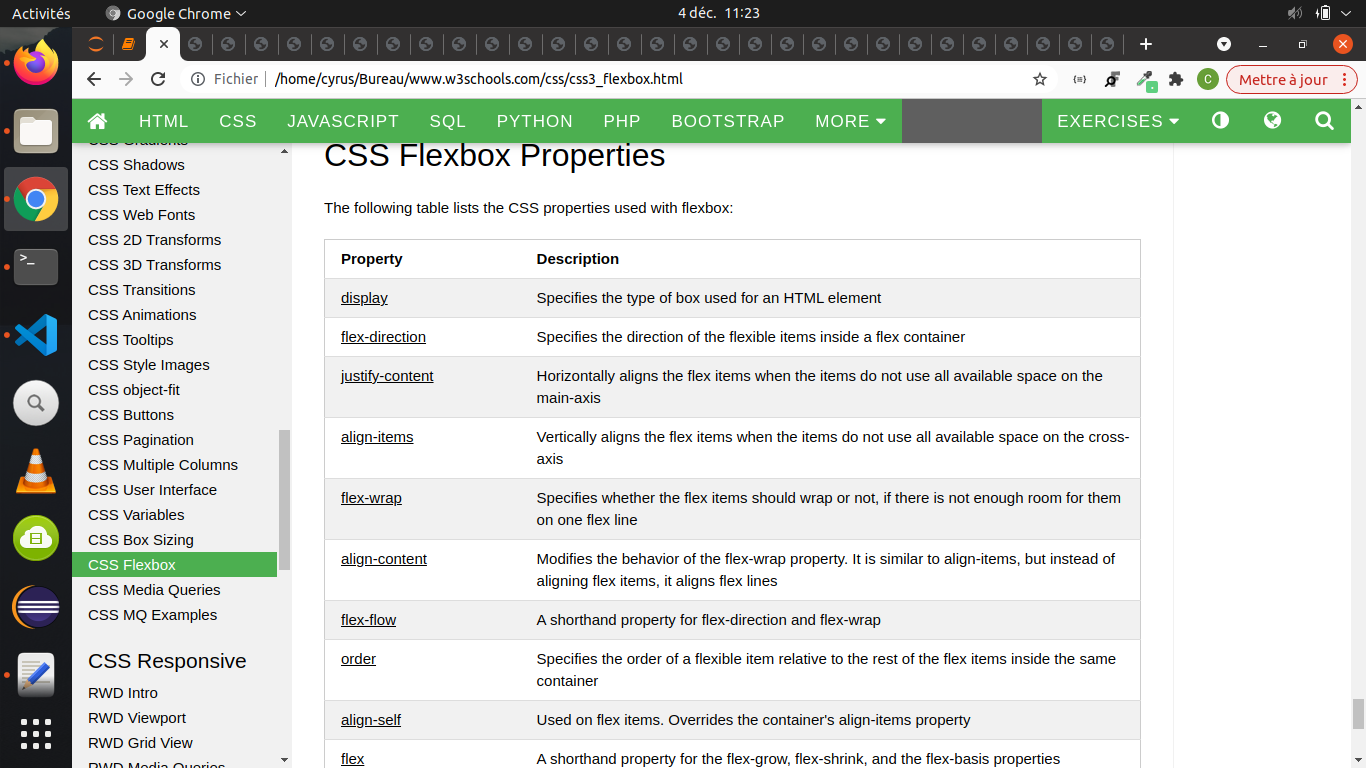 Activités
Google Chrome
4 déc. 11:23
Fichier
/home/cyrus/Bureau/www.w3schools.com/css/css3_flexbox.html
C
Mettre à jour
HTML
CSS
JAVASCRIPT
SQL
PYTHON
PHP
BOOTSTRAP
MORE
EXERCISES
CSS Gradients
CSS Shadows
CSS Text Effects
CSS Web Fonts
CSS 2D Transforms
CSS 3D Transforms
CSS Transitions
CSS Animations
CSS Tooltips
CSS Style Images
CSS object-fit
CSS Buttons
CSS Pagination
CSS Multiple Columns
CSS User Interface
CSS Variables
CSS Box Sizing
CSS Flexbox
CSS Media Queries
CSS MQ Examples
CSS Responsive
RWD Intro
RWD Viewport
RWD Grid View
RWD Media Queries
CSS Flexbox Properties
The following table lists the CSS properties used with flexbox:
Property Description
display Specifies the type of box used for an HTML element
flex-direction Specifies the direction of the flexible items inside a flex container
justify-content Horizontally aligns the flex items when the items do not use all available space on the
main-axis
align-items Vertically aligns the flex items when the items do not use all available space on the cross-
axis
flex-wrap Specifies whether the flex items should wrap or not, if there is not enough room for them
on one flex line
align-content Modifies the behavior of the flex-wrap property. It is similar to align-items, but instead of
aligning flex items, it aligns flex lines
flex-flow A shorthand property for flex-direction and flex-wrap
order Specifies the order of a flexible item relative to the rest of the flex items inside the same
container
align-self Used on flex items. Overrides the container's align-items property
flex A shorthand property for the flex-grow, flex-shrink, and the flex-basis properties